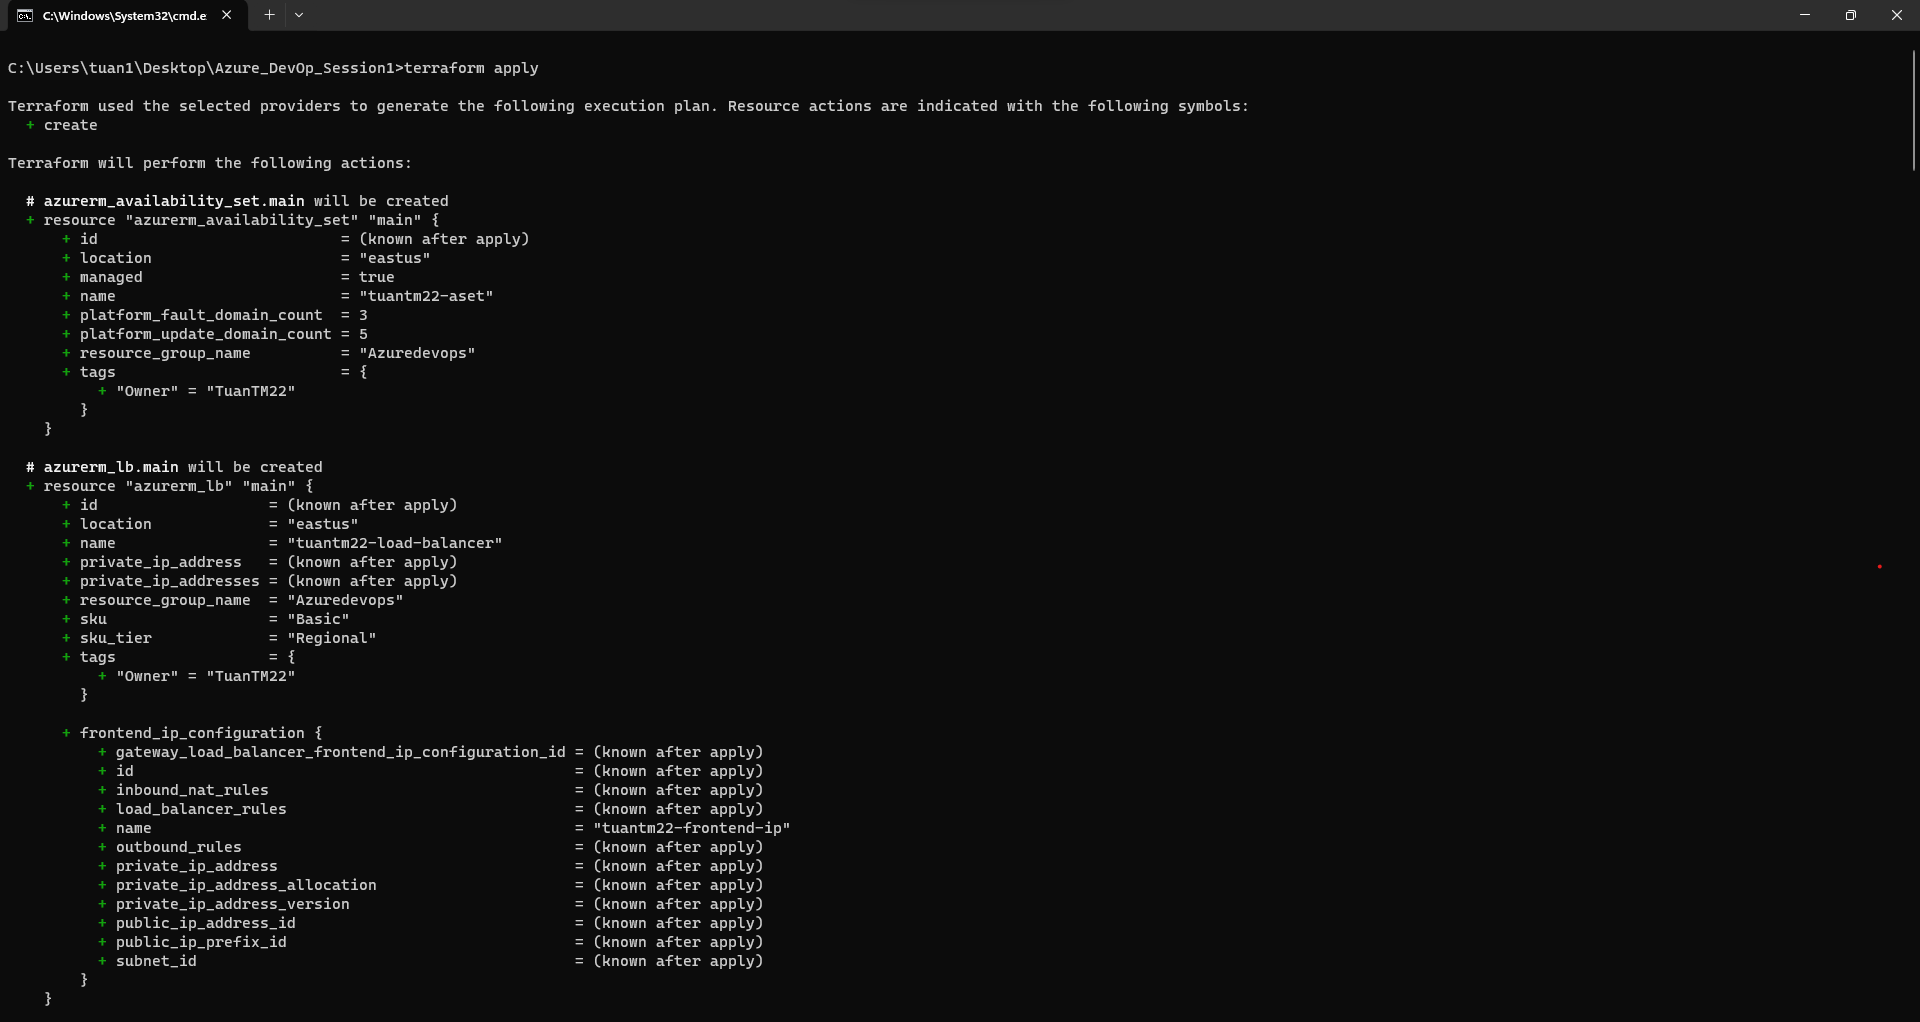 C:\Windows\System32\cmd.e
C:\Users\tuan1\Desktop\Azure_DevOp_Session1>terraform apply
Terraform used the selected providers to generate the following execution plan. Resource actions are indicated with the following symbols:
  + create
Terraform will perform the following actions:
  # azurerm_availability_set.main will be created
  + resource "azurerm_availability_set" "main" {
      + id                           = (known after apply)
      + location                     = "eastus"
      + managed                      = true
      + name                         = "tuantm22-aset"
      + platform_fault_domain_count  = 3
      + platform_update_domain_count = 5
      + resource_group_name          = "Azuredevops"
      + tags                         = {
          + "Owner" = "TuanTM22"
        }
    }
  # azurerm_lb.main will be created
  + resource "azurerm_lb" "main" {
      + id                   = (known after apply)
      + location             = "eastus"
      + name                 = "tuantm22-load-balancer"
      + private_ip_address   = (known after apply)
      + private_ip_addresses = (known after apply)
      + resource_group_name  = "Azuredevops"
      + sku                  = "Basic"
      + sku_tier             = "Regional"
      + tags                 = {
          + "Owner" = "TuanTM22"
        }
      + frontend_ip_configuration {
          + gateway_load_balancer_frontend_ip_configuration_id = (known after apply)
          + id                                                 = (known after apply)
          + inbound_nat_rules                                  = (known after apply)
          + load_balancer_rules                                = (known after apply)
          + name                                               = "tuantm22-frontend-ip"
          + outbound_rules                                     = (known after apply)
          + private_ip_address                                 = (known after apply)
          + private_ip_address_allocation                      = (known after apply)
          + private_ip_address_version                         = (known after apply)
          + public_ip_address_id                               = (known after apply)
          + public_ip_prefix_id                                = (known after apply)
          + subnet_id                                          = (known after apply)
        }
    }